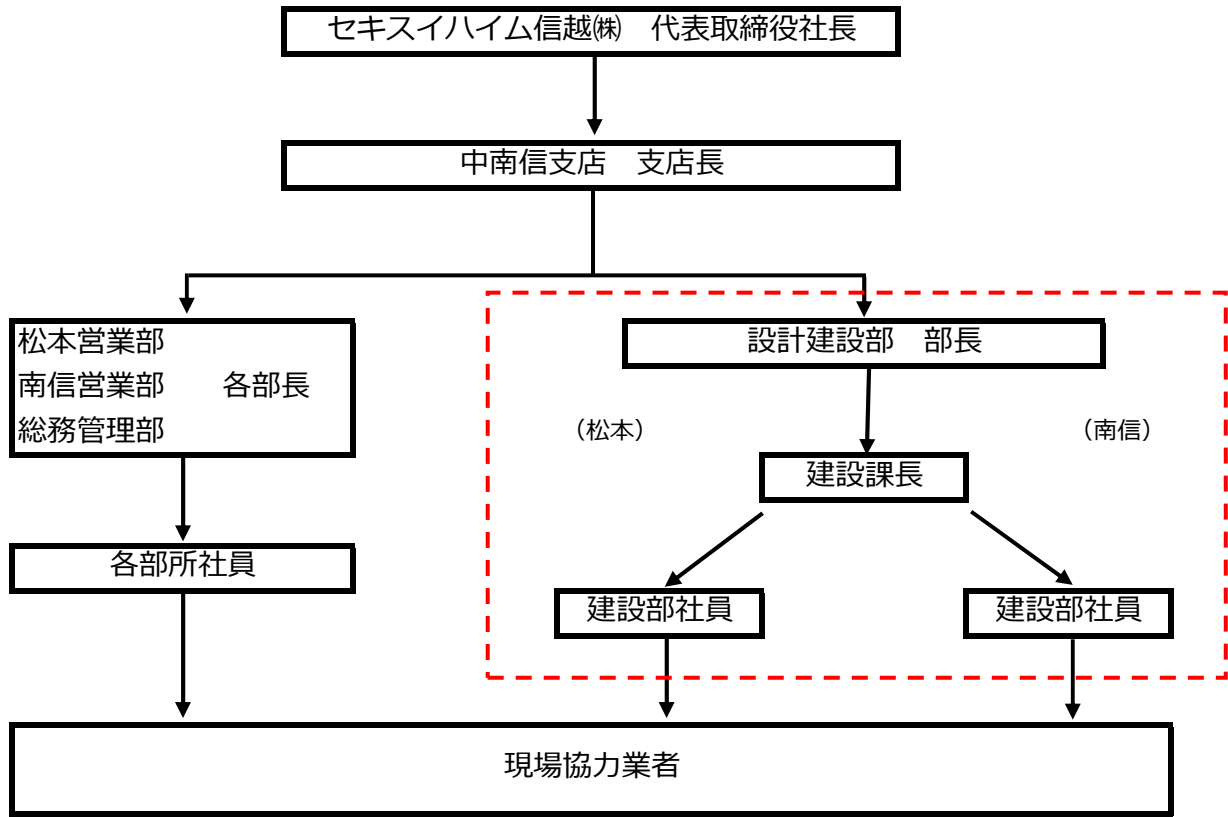 セキスイハイム信越㈱　代表取締役社長
中南信支店　支店長
松本営業部
南信営業部　　各部長
総務管理部
設計建設部　部長
（松本）
（南信）
建設課長
各部所社員
建設部社員
建設部社員
現場協力業者